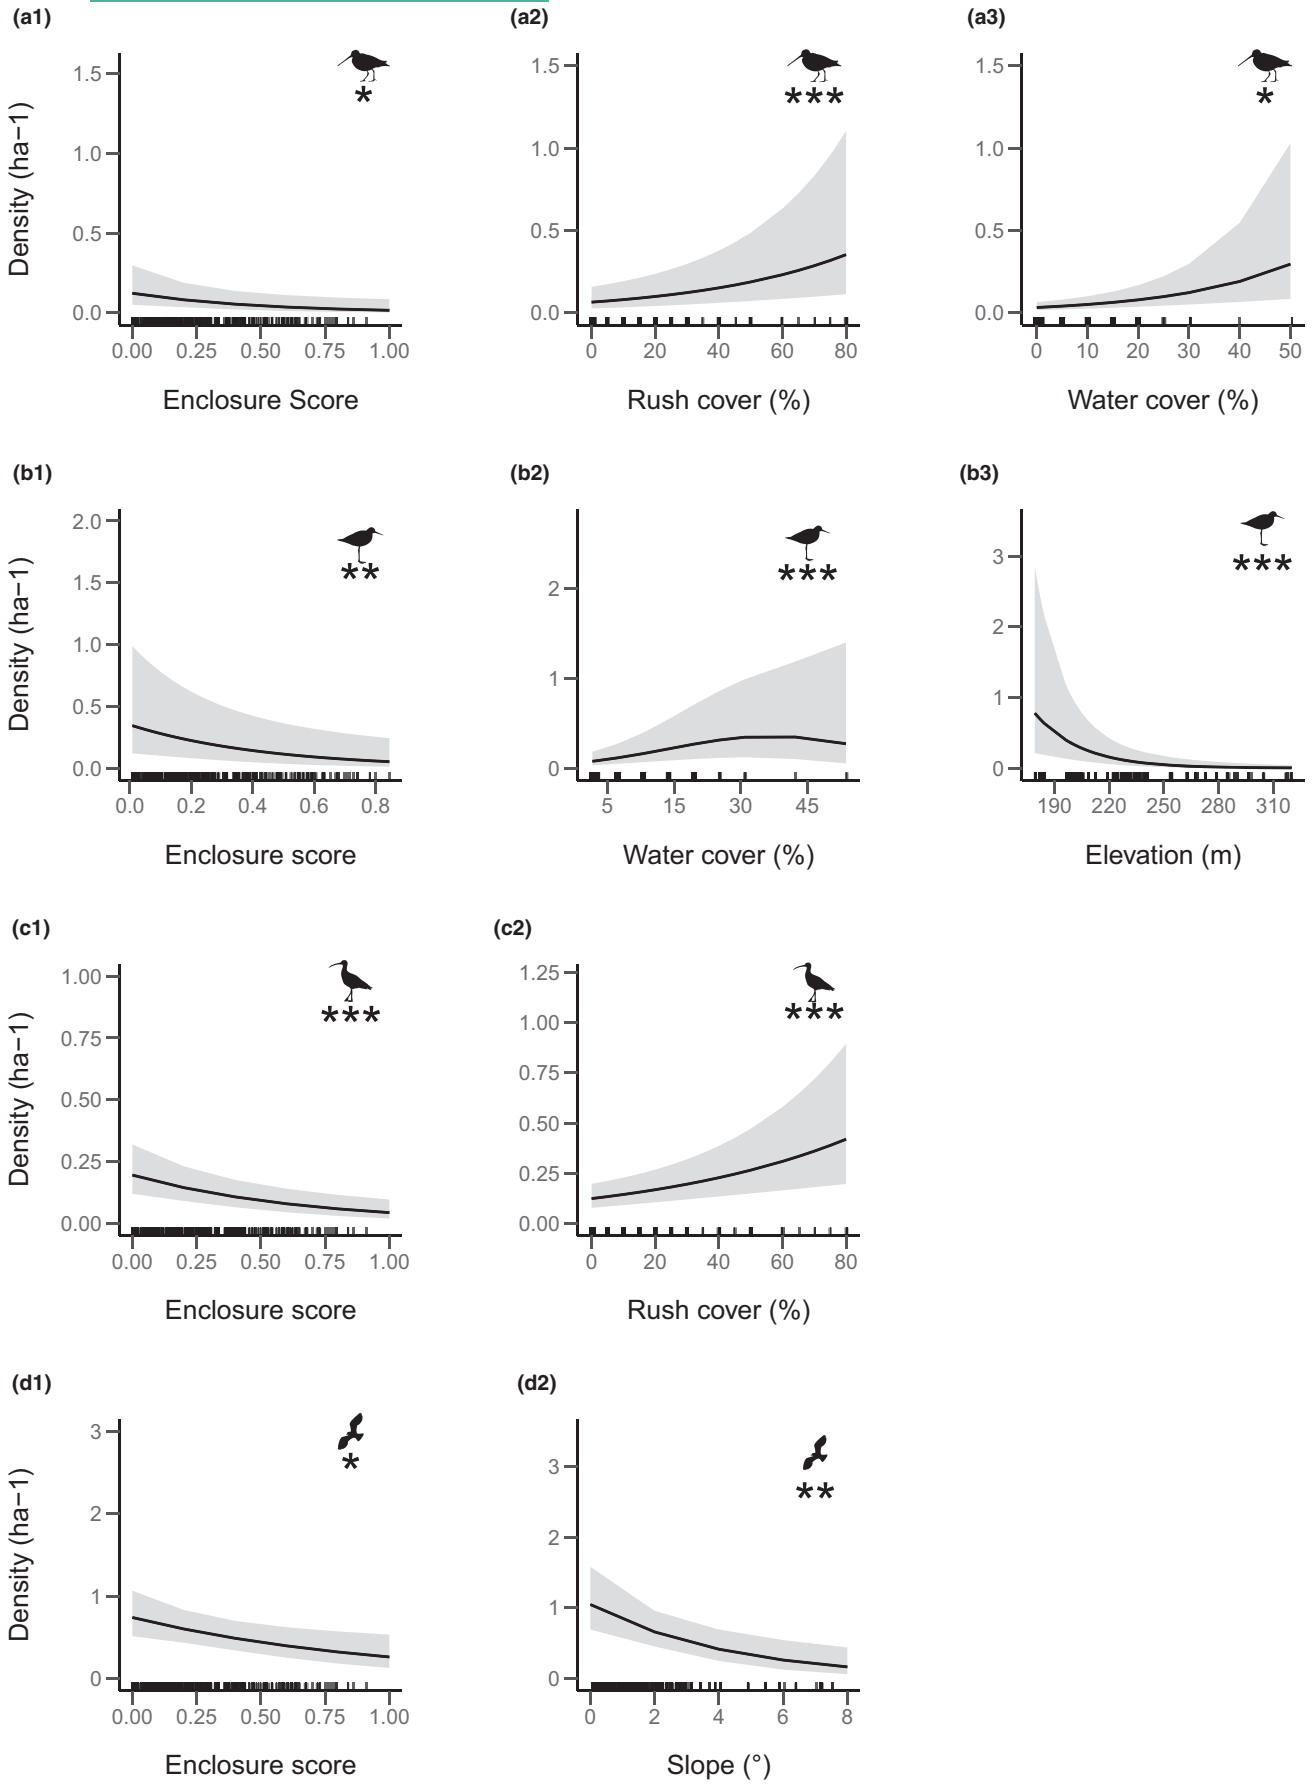 (a1) (a2) (a3)
Density (ha−1)
1.5 1.0 0.5 0.0
* 
0.00 0.25 0.50 0.75 1.00
Enclosure Score
1.5 1.0 0.5 0.0
***
0 20 40 60 80
Rush cover (%)
1.5 1.0 0.5 0.0
*
0 10 20 30 40 50
Water cover (%)
(b1) (b2) (b3)
Density (ha−1)
2.0 1.5 1.0 0.5 0.0
**
0.0 0.2 0.4 0.6 0.8
Enclosure score
2 1 0
***
5 15 30 45
Water cover (%)
3 2 1 0
***
190 220 250 280 310
Elevation (m)
(c1) (c2)
Density (ha−1)
1.00 0.75 0.50 0.25 0.00
***
0.00 0.25 0.50 0.75 1.00
Enclosure score
1.25 1.00 0.75 0.50 0.25 0.00
***
0 20 40 60 80
Rush cover (%)
(d1) (d2)
Density (ha−1)
3 2 1 0
*
0.00 0.25 0.50 0.75 1.00
Enclosure score
3 2 1 0
**
0 2 4 6 8
Slope (°)